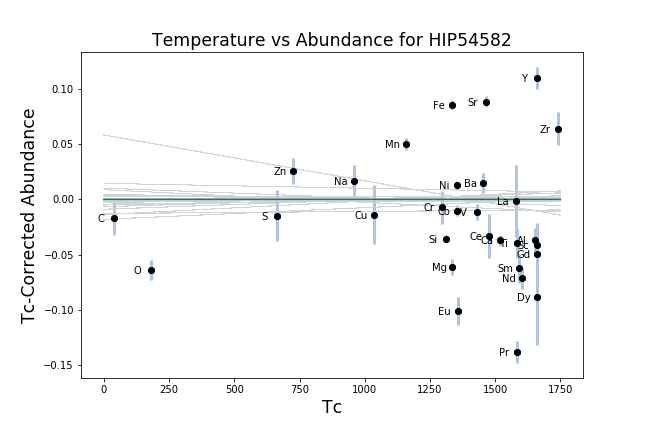 Temperature vs Abundance for HIP54582
Tc-Corrected Abundance
0.10
0.05
0.00
−0.05
−0.10
−0.15
Y
Fe
Sr
Zr
Mn
Zn
Na
Ni
Ba
La
C
S
Cu
Cr
Co
V
Si
Ce
Ca
Ti
Al
Sc
Gd
O
Mg
Sm
Nd
Eu
Dy
Pr
0
250
500
750
1000
1250
1500
1750
Tc